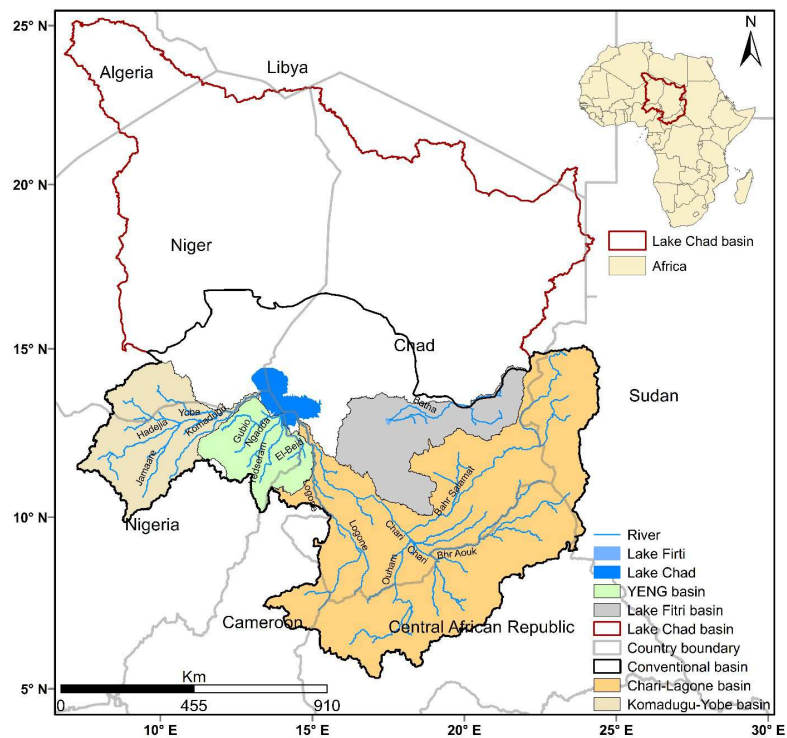 25° N
20° N
15° N
10° N
5° N
10° E
15° E
20° E
25° E
30° E
N
Algeria
Libya
Niger
Chad
Sudan
Nigeria
Cameroon
Central African Republic
Yobe
Hadejia
Komadugu
Jamaare
Gubio
Ngadda
Yedseram
El-Beid
Logone
Logone
Batha
Bahr Salamat
Chari
Chari
Bhr Aouk
Ouham
Lake Chad basin
Africa
River
Lake Firti
Lake Chad
YENG basin
Lake Fitri basin
Lake Chad basin
Country boundary
Conventional basin
Chari-Lagone basin
Komadugu-Yobe basin
Km
0 455 910